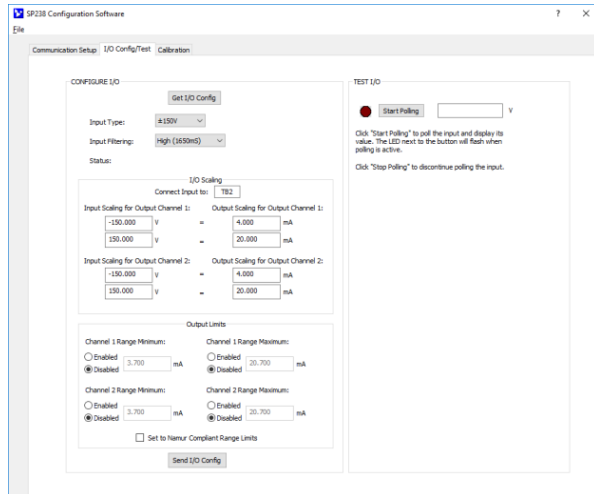 SP238 Configuration Software
File
Communication Setup I/O Config/Test Calibration
CONFIGURE I/O
Get I/O Config
Input Type: ±150V
Input Filtering: High (1650mS)
Status:
I/O Scaling
Connect Input to: TB2
Input Scaling for Output Channel 1: Output Scaling for Output Channel 1:
-150.000 V = 4.000 mA
150.000 V = 20.000 mA
Input Scaling for Output Channel 2: Output Scaling for Output Channel 2:
-150.000 V = 4.000 mA
150.000 V = 20.000 mA
Output Limits
Channel 1 Range Minimum: Channel 1 Range Maximum:
Enabled Enabled
3.700 mA 20.700 mA
Disabled Disabled
Channel 2 Range Minimum: Channel 2 Range Maximum:
Enabled Enabled
3.700 mA 20.700 mA
Disabled Disabled
Set to Namur Compliant Range Limits
Send I/O Config
TEST I/O
Start Polling V
Click "Start Polling" to poll the input and display its
value. The LED next to the button will flash when
polling is active.
Click "Stop Polling" to discontinue polling the input.